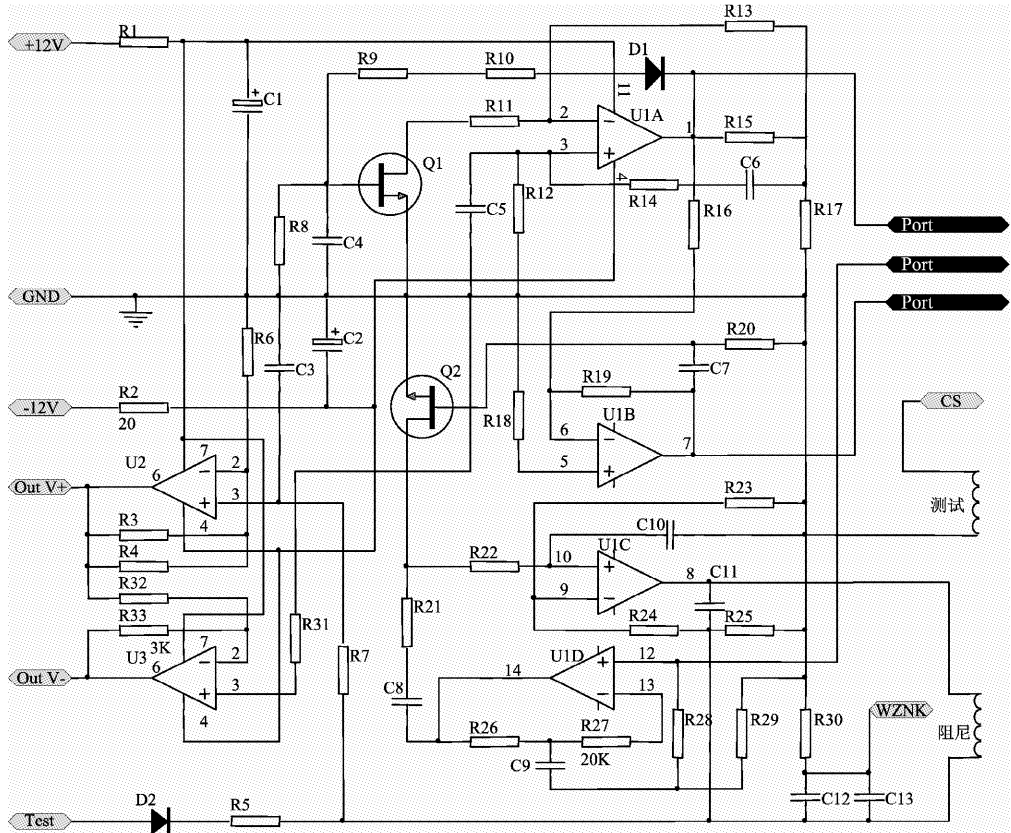 R13
R1
+12V
D1
R9
R10
11
C1
R11
2
U1A
1
R15
Q1
3
C6
R12
4
R14
C5
R16
R17
R8
C4
Port
Port
GND
Port
R6
C2
R20
C3
Q2
C7
R19
R2
-12V
20
CS
R18
U1B
7
6
7
U2
2
5
6
Out V+
3
R23
测试
R3
4
C10
R4
R22
10
U1C
8
C11
R32
9
R21
R24
R25
R33
R31
3K
7
U1D
12
U3
2
R7
14
6
Out V-
3
13
C8
4
R28
R29
R30
WZNK
R26
R27
阻尼
20K
C9
D2
R5
C12
C13
Test